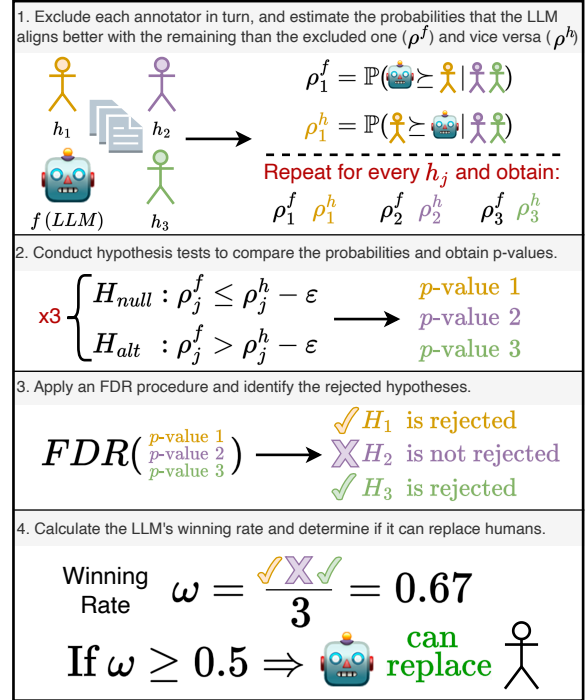 1. Exclude each annotator in turn, and estimate the probabilities that the LLM
aligns better with the remaining than the excluded one (ρ^f) and vice versa (ρ^h)
h₁
h₂
f(LLM)
h₃
ρ₁^f = ℙ(🤖⪰🧍|🧍🧍)
ρ₁^h = ℙ(🧍⪰🤖|🧍🧍)
Repeat for every h_j and obtain:
ρ₁^f ρ₁^h ρ₂^f ρ₂^h ρ₃^f ρ₃^h
2. Conduct hypothesis tests to compare the probabilities and obtain p-values.
x3
H_null : ρ_j^f ≤ ρ_j^h − ε
H_alt : ρ_j^f > ρ_j^h − ε
p-value 1
p-value 2
p-value 3
3. Apply an FDR procedure and identify the rejected hypotheses.
FDR(
p-value 1
p-value 2
p-value 3
)
✓ H₁ is rejected
X H₂ is not rejected
✓ H₃ is rejected
4. Calculate the LLM's winning rate and determine if it can replace humans.
Winning
Rate
ω = ✓X✓ / 3 = 0.67
If ω ≥ 0.5 ⇒ 🤖 can
replace